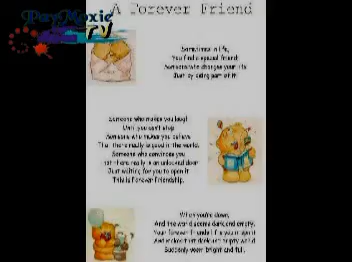 A Forever Friend
PlayMoxie
TV
Sometimes in life,
You find a special friend;
Someone who changes your life
Just by being part of it.
Someone who makes you laugh
Until you can't stop;
Someone who makes you believe
That there really is good in the world.
Someone who convinces you
that there really is an unlocked door
Just waiting for you to open it.
This is Forever Friendship.
When you're down,
And the world seems dark and empty,
Your forever friend lifts you up in
And makes that dark and empty world
Suddenly seem bright and full.